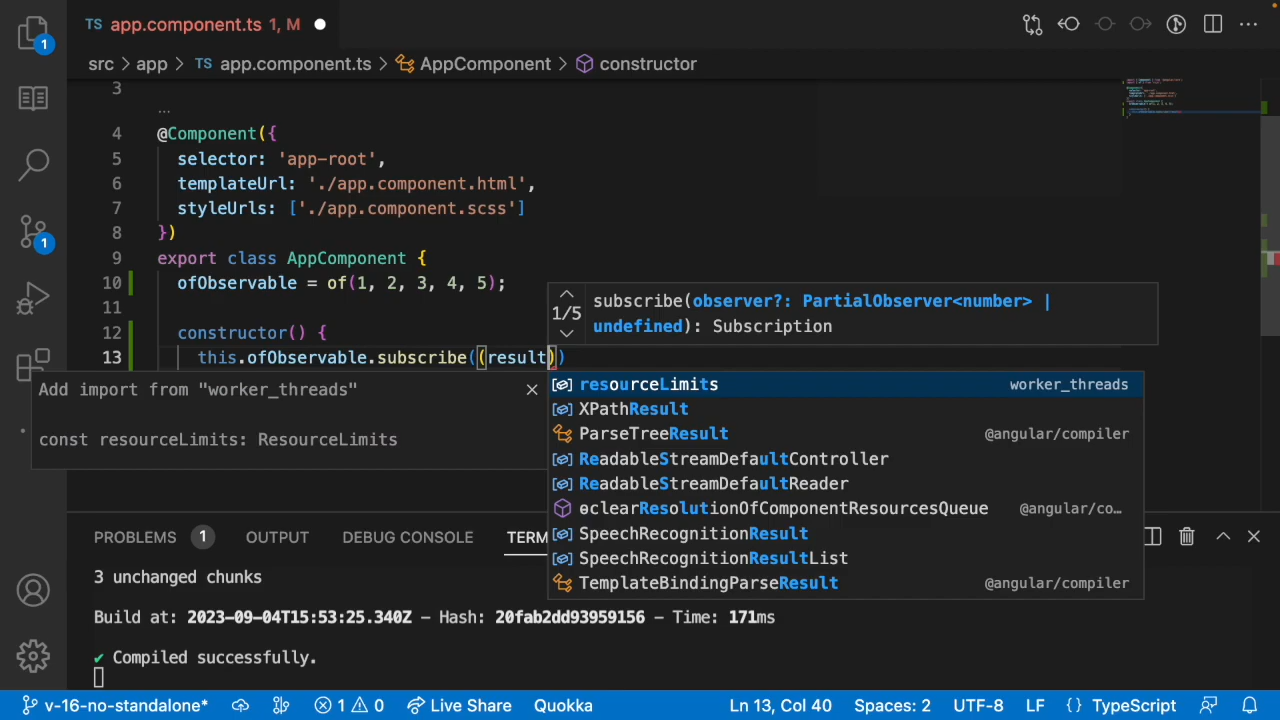 TS app.component.ts 1, M
src > app > TS app.component.ts > AppComponent > constructor
3
...
4 @Component({
5 selector: 'app-root',
6 templateUrl: './app.component.html',
7 styleUrls: ['./app.component.scss']
8 })
9 export class AppComponent {
10 ofObservable = of(1, 2, 3, 4, 5);
11
12 constructor() {
13 this.ofObservable.subscribe((result))
1/5
subscribe(observer?: PartialObserver<number> |
undefined): Subscription
Add import from "worker_threads"
const resourceLimits: ResourceLimits
resourceLimits worker_threads
XPathResult
ParseTreeResult @angular/compiler
ReadableStreamDefaultController
ReadableStreamDefaultReader
ɵclearResolutionOfComponentResourcesQueue @angular/co…
SpeechRecognitionResult
SpeechRecognitionResultList
TemplateBindingParseResult @angular/compiler
1
1
PROBLEMS 1 OUTPUT DEBUG CONSOLE TERM
3 unchanged chunks
Build at: 2023-09-04T15:53:25.340Z - Hash: 20fab2dd93959156 - Time: 171ms
✔ Compiled successfully.
v-16-no-standalone* 1 0 Live Share Quokka Ln 13, Col 40 Spaces: 2 UTF-8 LF {} TypeScript